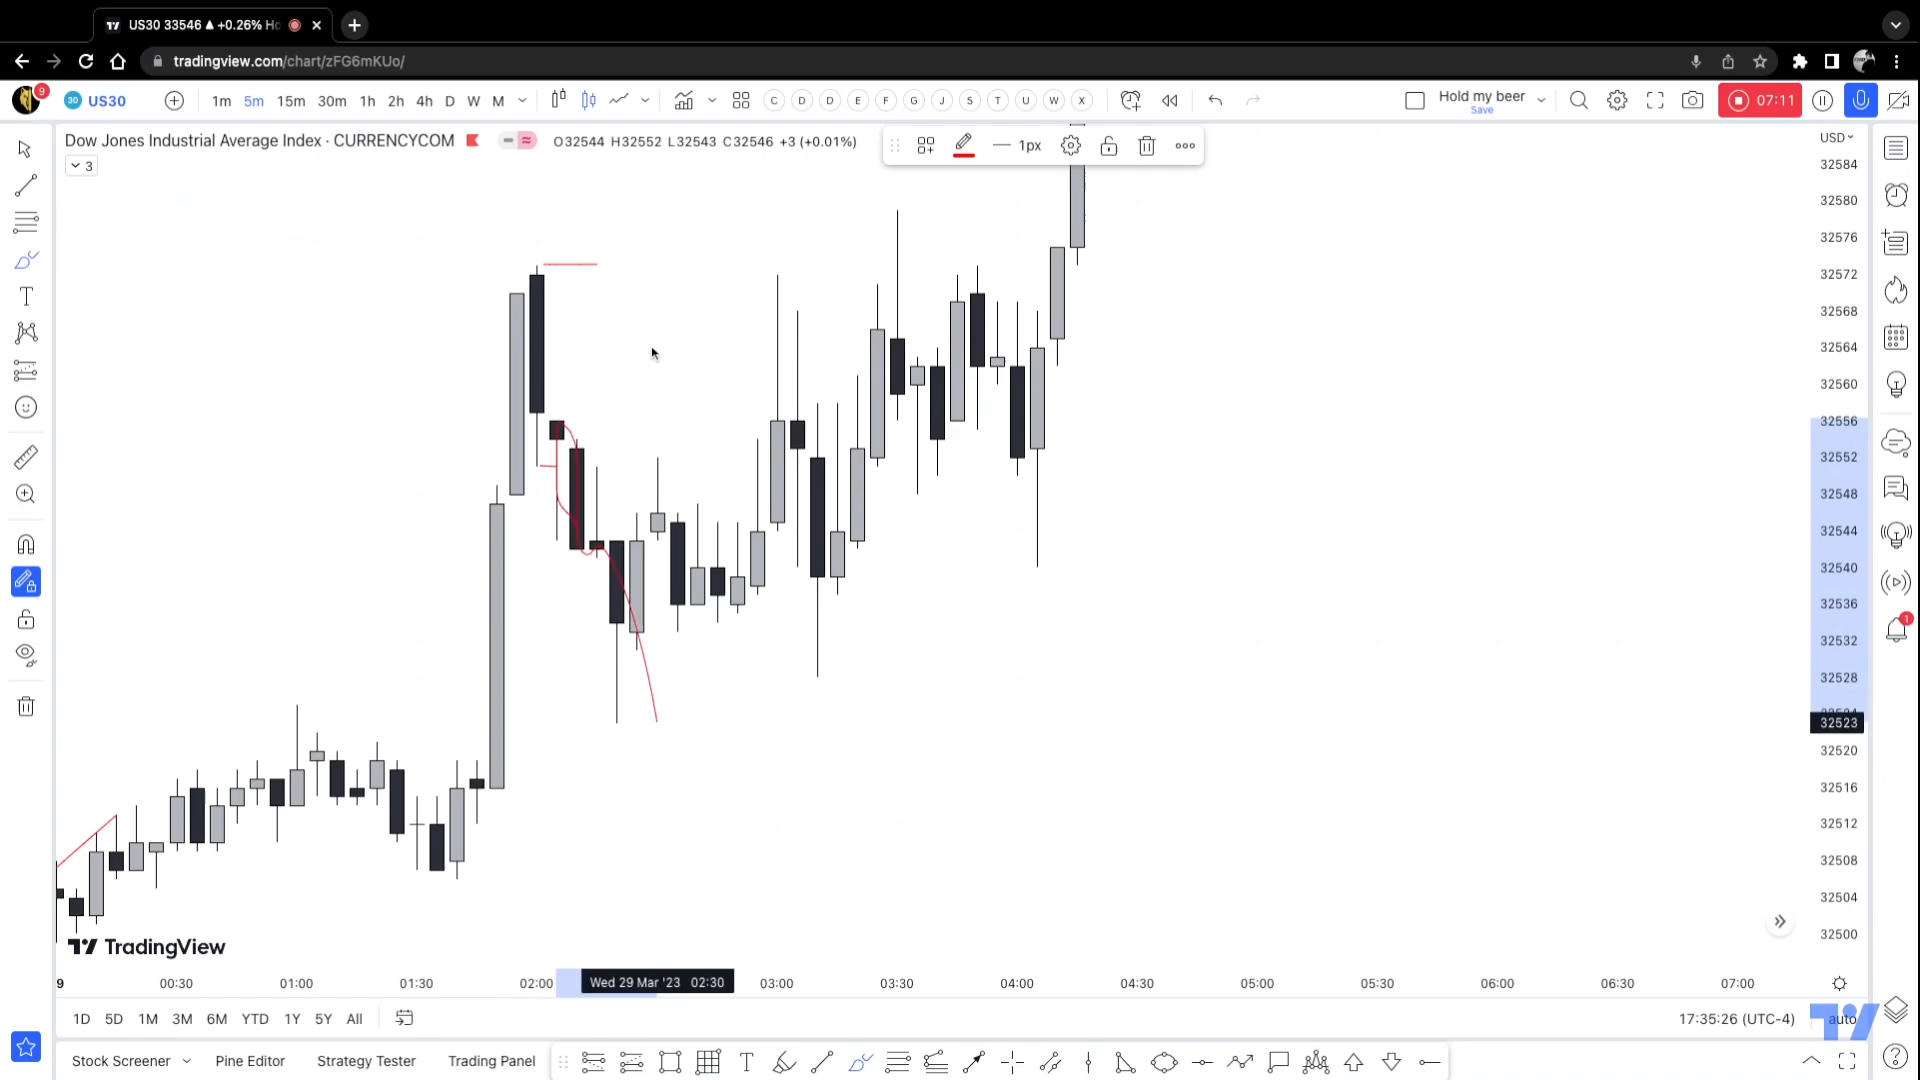 US30 33546 ▲ +0.26% Ho
tradingview.com/chart/zFG6mKUo/
9
30 US30 1m 5m 15m 30m 1h 2h 4h D W M C D D E F G J S T U W X Hold my beer 07:11
Save
Dow Jones Industrial Average Index · CURRENCYCOM O32544 H32552 L32543 C32546 +3 (+0.01%) 1px USD
3
32584
32580
32576
32572
32568
32564
32560
32556
32552
32548
32544
32540
32536
32532
1
32528
32523
32520
32516
32512
32508
32504
32500
TradingView
9 00:30 01:00 01:30 02:00 Wed 29 Mar '23 02:30 03:00 03:30 04:00 04:30 05:00 05:30 06:00 06:30 07:00
1D 5D 1M 3M 6M YTD 1Y 5Y All 17:35:26 (UTC-4) auto
Stock Screener Pine Editor Strategy Tester Trading Panel